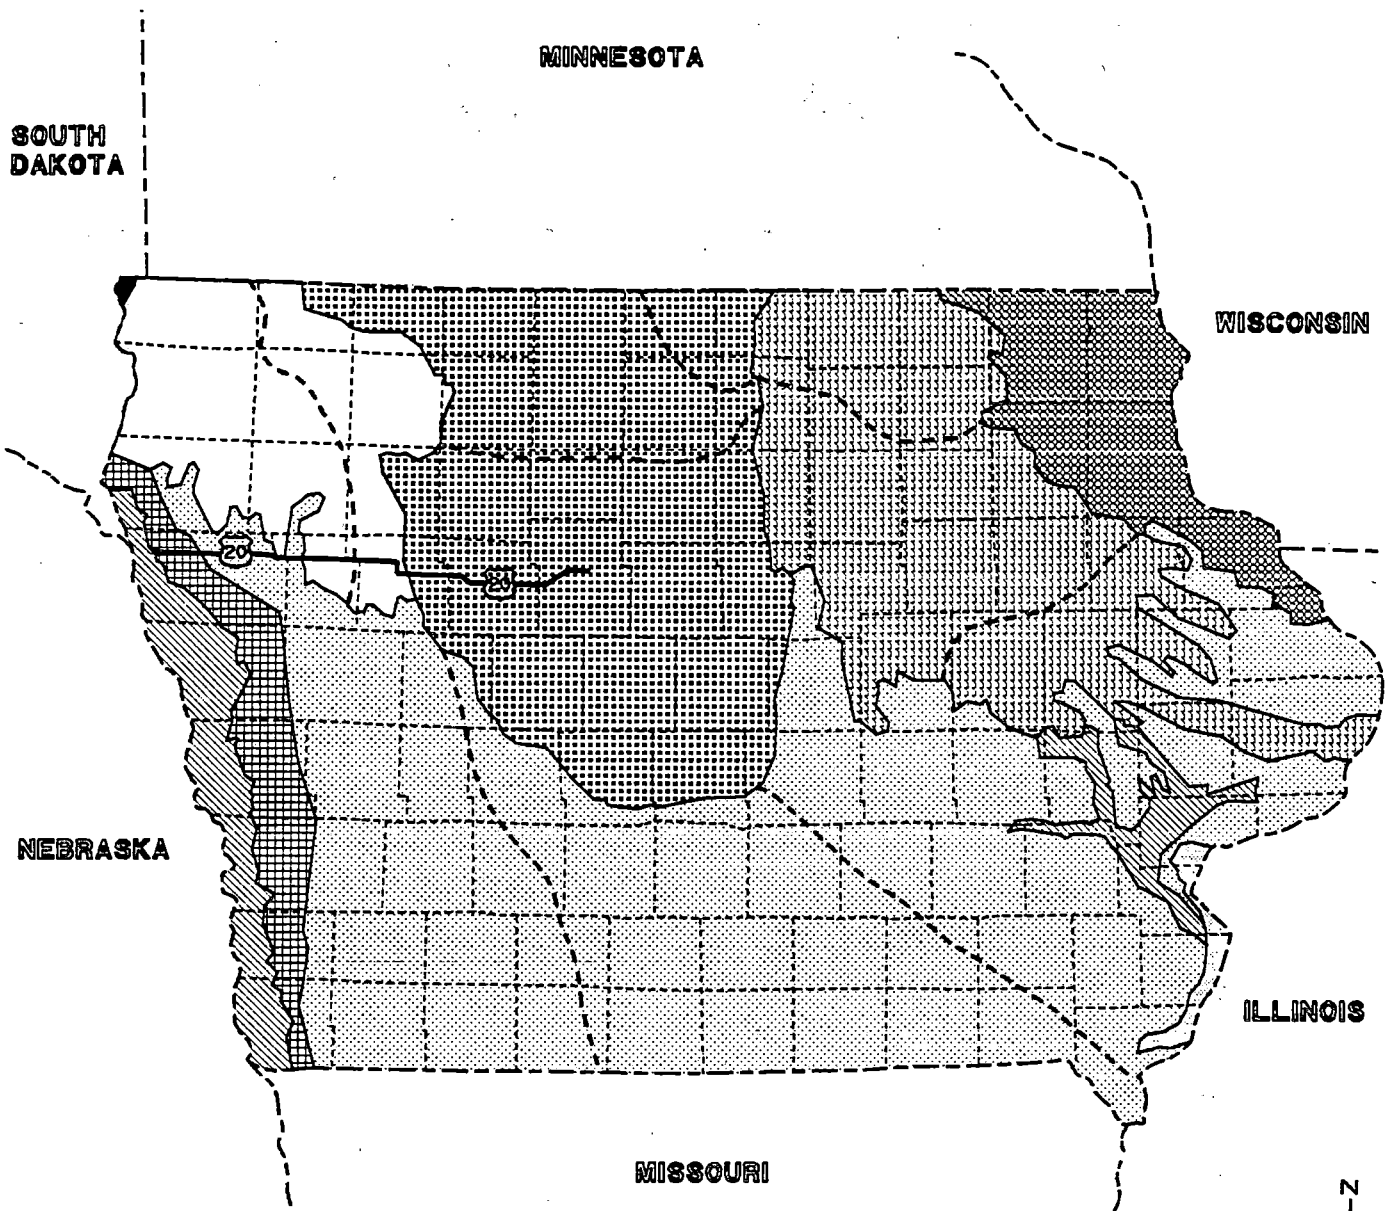 MINNESOTA
SOUTH
DAKOTA
WISCONSIN
20
20
NEBRASKA
ILLINOIS
MISSOURI
N